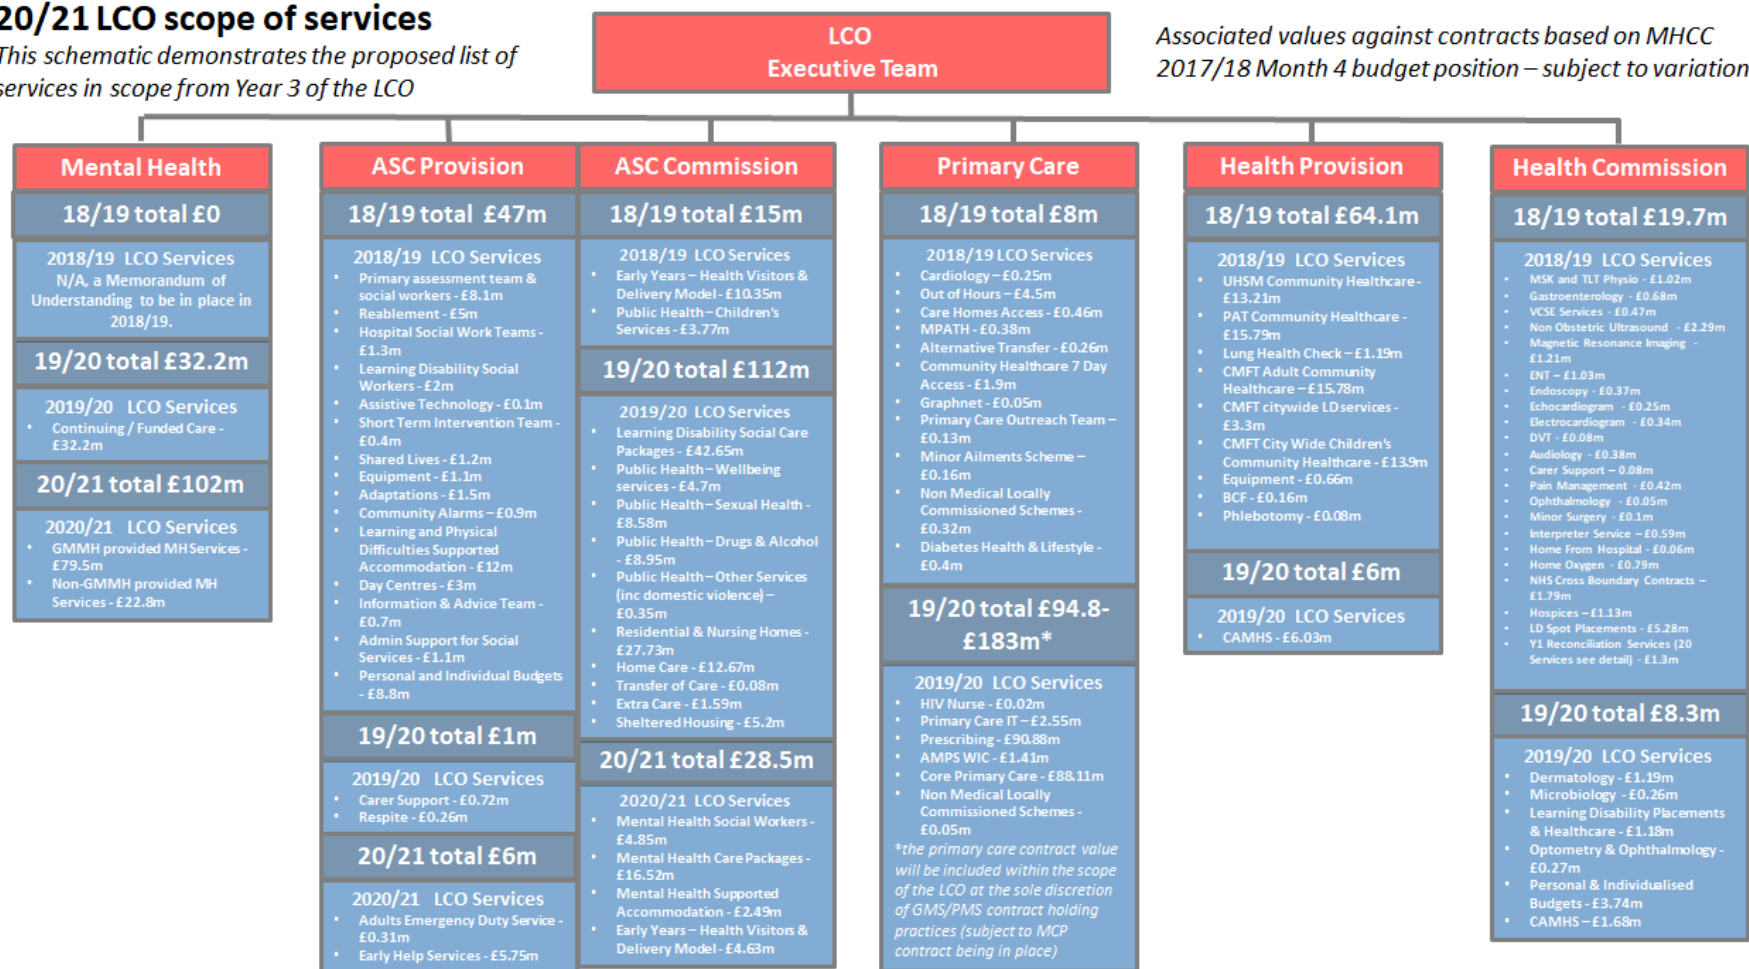 20/21 LCO scope of services
This schematic demonstrates the proposed list of
services in scope from Year 3 of the LCO
LCO
Executive Team
Associated values against contracts based on MHCC
2017/18 Month 4 budget position – subject to variation
Mental Health
18/19 total £0
2018/19 LCO Services
N/A, a Memorandum of
Understanding to be in place in
2018/19.
19/20 total £32.2m
2019/20 LCO Services
• Continuing / Funded Care -
£32.2m
20/21 total £102m
2020/21 LCO Services
• GMMH provided MH Services -
£79.5m
• Non-GMMH provided MH
Services - £22.8m
ASC Provision
18/19 total £47m
2018/19 LCO Services
• Primary assessment team &
social workers - £8.1m
• Reablement - £5m
• Hospital Social Work Teams -
£1.3m
• Learning Disability Social
Workers - £2m
• Assistive Technology - £0.1m
• Short Term Intervention Team -
£0.4m
• Shared Lives - £1.2m
• Equipment - £1.1m
• Adaptations - £1.5m
• Community Alarms – £0.9m
• Learning and Physical
Difficulties Supported
Accommodation - £12m
• Day Centres - £3m
• Information & Advice Team -
£0.7m
• Admin Support for Social
Services - £1.1m
• Personal and Individual Budgets
- £8.8m
19/20 total £1m
2019/20 LCO Services
• Carer Support - £0.72m
• Respite - £0.26m
20/21 total £6m
2020/21 LCO Services
• Adults Emergency Duty Service -
£0.31m
• Early Help Services - £5.75m
ASC Commission
18/19 total £15m
2018/19 LCO Services
• Early Years – Health Visitors &
Delivery Model - £10.35m
• Public Health – Children's
Services - £3.77m
19/20 total £112m
2019/20 LCO Services
• Learning Disability Social Care
Packages - £42.65m
• Public Health – Wellbeing
services - £4.7m
• Public Health – Sexual Health -
£8.58m
• Public Health – Drugs & Alcohol
- £8.95m
• Public Health – Other Services
(inc domestic violence) –
£0.35m
• Residential & Nursing Homes -
£27.73m
• Home Care - £12.67m
• Transfer of Care - £0.08m
• Extra Care - £1.59m
• Sheltered Housing - £5.2m
20/21 total £28.5m
2020/21 LCO Services
• Mental Health Social Workers -
£4.85m
• Mental Health Care Packages -
£16.52m
• Mental Health Supported
Accommodation - £2.49m
• Early Years – Health Visitors &
Delivery Model - £4.63m
Primary Care
18/19 total £8m
2018/19 LCO Services
• Cardiology – £0.25m
• Out of Hours – £4.5m
• Care Homes Access - £0.46m
• MPATH - £0.38m
• Alternative Transfer - £0.26m
• Community Healthcare 7 Day
Access - £1.9m
• Graphnet - £0.05m
• Primary Care Outreach Team –
£0.13m
• Minor Ailments Scheme –
£0.16m
• Non Medical Locally
Commissioned Schemes -
£0.32m
• Diabetes Health & Lifestyle -
£0.4m
19/20 total £94.8-
£183m*
2019/20 LCO Services
• HIV Nurse - £0.02m
• Primary Care IT – £2.55m
• Prescribing - £90.88m
• AMPS WIC - £1.41m
• Core Primary Care - £88.11m
• Non Medical Locally
Commissioned Schemes -
£0.05m
*the primary care contract value
will be included within the scope
of the LCO at the sole discretion
of GMS/PMS contract holding
practices (subject to MCP
contract being in place)
Health Provision
18/19 total £64.1m
2018/19 LCO Services
• UHSM Community Healthcare -
£13.21m
• PAT Community Healthcare -
£15.79m
• Lung Health Check – £1.19m
• CMFT Adult Community
Healthcare – £15.78m
• CMFT citywide LD services -
£3.3m
• CMFT City Wide Children's
Community Healthcare - £13.9m
• Equipment - £0.66m
• BCF - £0.16m
• Phlebotomy - £0.08m
19/20 total £6m
2019/20 LCO Services
• CAMHS - £6.03m
Health Commission
18/19 total £19.7m
2018/19 LCO Services
• MSK and TLT Physio - £1.02m
• Gastroenterology - £0.68m
• VCSE Services - £0.47m
• Non Obstetric Ultrasound - £2.29m
• Magnetic Resonance Imaging -
£1.21m
• ENT – £1.03m
• Endoscopy - £0.37m
• Echocardiogram - £0.25m
• Electrocardiogram - £0.34m
• DVT - £0.08m
• Audiology - £0.38m
• Carer Support – 0.08m
• Pain Management - £0.42m
• Ophthalmology - £0.05m
• Minor Surgery - £0.1m
• Interpreter Service – £0.59m
• Home From Hospital - £0.06m
• Home Oxygen - £0.79m
• NHS Cross Boundary Contracts –
£1.79m
• Hospices – £1.13m
• LD Spot Placements - £5.28m
• Y1 Reconciliation Services (20
Services see detail) - £1.3m
19/20 total £8.3m
2019/20 LCO Services
• Dermatology - £1.19m
• Microbiology - £0.26m
• Learning Disability Placements
& Healthcare - £1.18m
• Optometry & Ophthalmology -
£0.27m
• Personal & Individualised
Budgets - £3.74m
• CAMHS – £1.68m